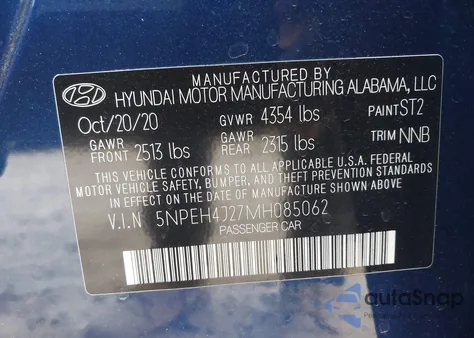 MANUFACTURED BY
HYUNDAI MOTOR MANUFACTURING ALABAMA, LLC
Oct/20/20 GVWR 4354 lbs PAINT ST2
GAWR FRONT 2513 lbs GAWR REAR 2315 lbs TRIM NNB
THIS VEHICLE CONFORMS TO ALL APPLICABLE U.S.A. FEDERAL
MOTOR VEHICLE SAFETY, BUMPER, AND THEFT PREVENTION STANDARDS
IN EFFECT ON THE DATE OF MANUFACTURE SHOWN ABOVE.
V.I.N 5NPEH4J27MH085062
PASSENGER CAR
autoSnap